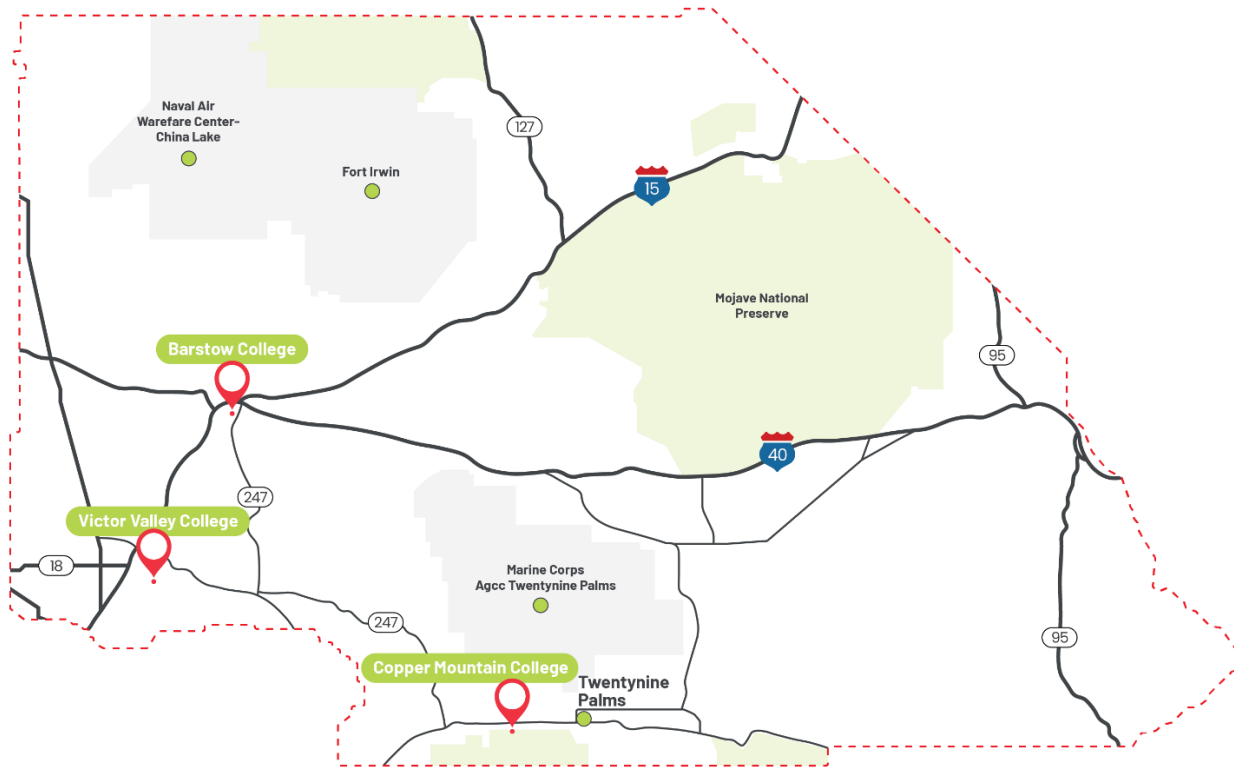 Naval Air
Warefare Center-
China Lake
Fort Irwin
127
15
Mojave National
Preserve
95
Barstow College
40
247
Victor Valley College
18
Marine Corps
Agcc Twentynine Palms
247
95
Copper Mountain College
Twentynine
Palms